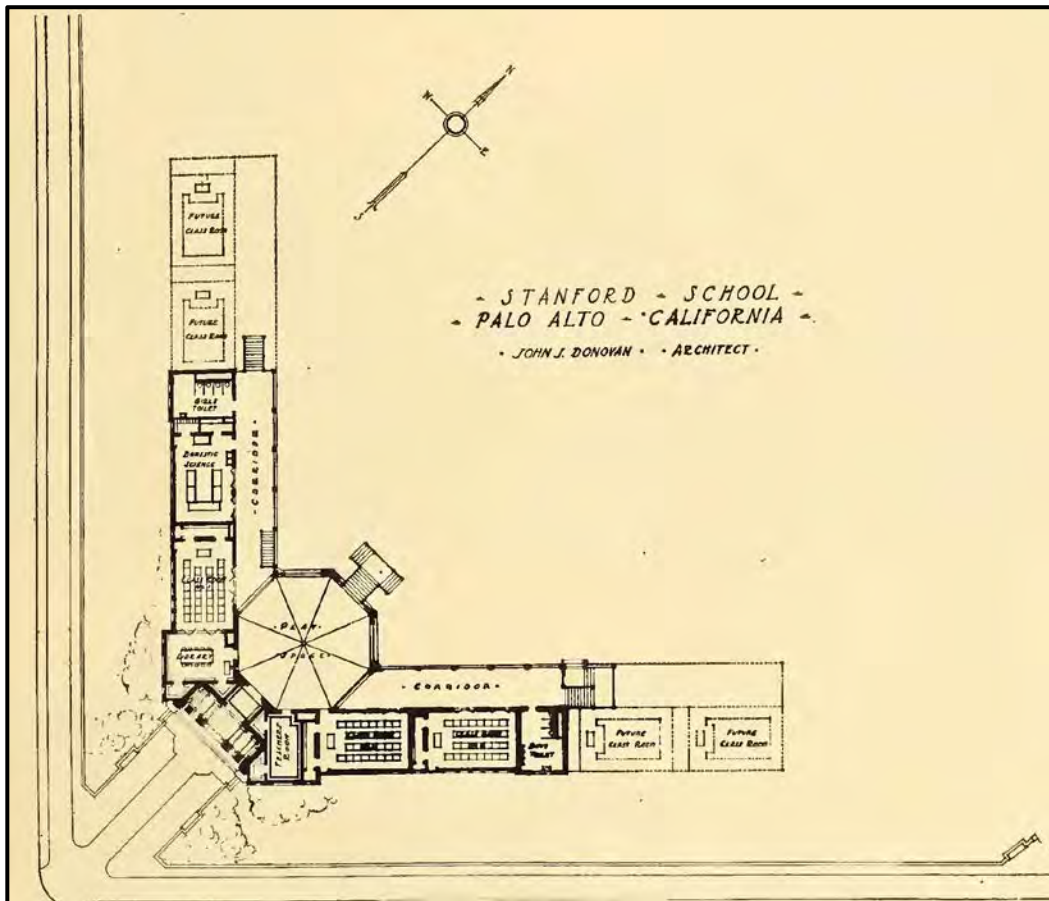 N
W
E
S
- STANFORD - SCHOOL -
- PALO ALTO - CALIFORNIA -
· JOHN J. DONOVAN · · ARCHITECT ·
FUTURE
CLASS ROOM
FUTURE
CLASS ROOM
GIRLS
TOILET
DOMESTIC
SCIENCE
· CORRIDOR ·
CLASS ROOM
LIBRARY
· PLAY ·
SPACE
· CORRIDOR ·
TEACHERS
ROOM
CLASS ROOM
CLASS ROOM
BOYS
TOILET
FUTURE
CLASS ROOM
FUTURE
CLASS ROOM